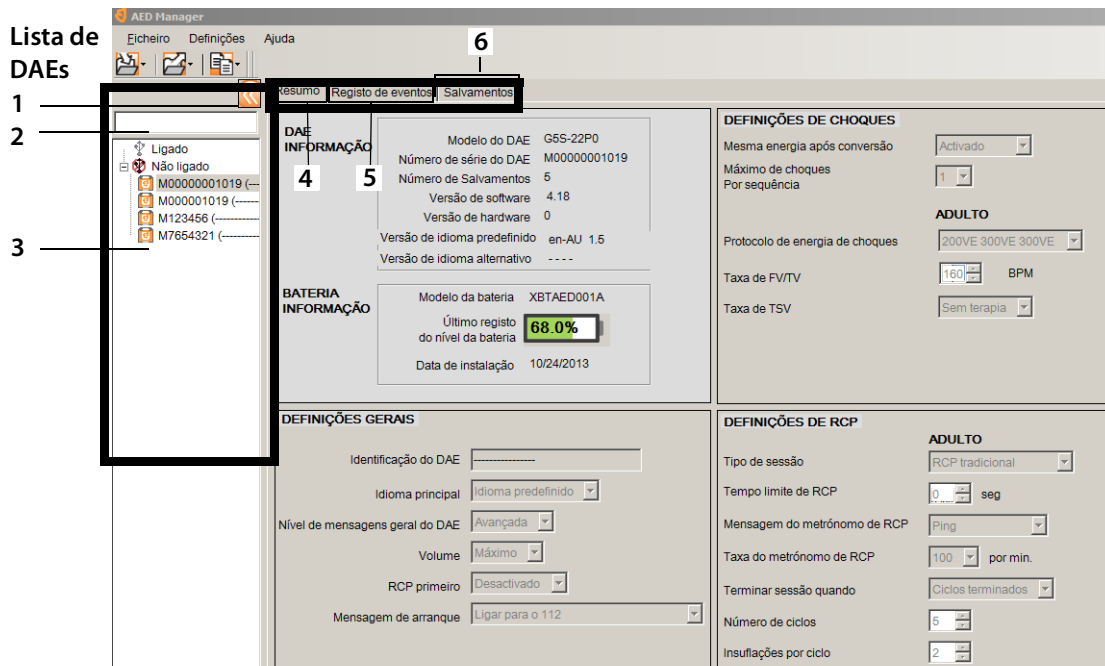 AED Manager
Ficheiro Definições Ajuda
Lista de
DAEs
1
2
3
4
5
6
Resumo Registo de eventos Salvamentos
Ligado
Não ligado
M00000001019 (---
M000001019 (------
M123456 (----------
M7654321 (---------
DAE
INFORMAÇÃO
Modelo do DAE G5S-22P0
Número de série do DAE M00000001019
Número de Salvamentos 5
Versão de software 4.18
Versão de hardware 0
Versão de idioma predefinido en-AU 1.5
Versão de idioma alternativo ----
BATERIA
INFORMAÇÃO
Modelo da bateria XBTAED001A
Último registo
do nível da bateria 68.0%
Data de instalação 10/24/2013
DEFINIÇÕES DE CHOQUES
Mesma energia após conversão Activado
Máximo de choques
Por sequência 1
ADULTO
Protocolo de energia de choques 200VE 300VE 300VE
Taxa de FV/TV 160 BPM
Taxa de TSV Sem terapia
DEFINIÇÕES GERAIS
Identificação do DAE ----------------
Idioma principal Idioma predefinido
Nível de mensagens geral do DAE Avançada
Volume Máximo
RCP primeiro Desactivado
Mensagem de arranque Ligar para o 112
DEFINIÇÕES DE RCP
ADULTO
Tipo de sessão RCP tradicional
Tempo limite de RCP 0 seg
Mensagem do metrónomo de RCP Ping
Taxa do metrónomo de RCP 100 por min.
Terminar sessão quando Ciclos terminados
Número de ciclos 5
Insuflações por ciclo 2